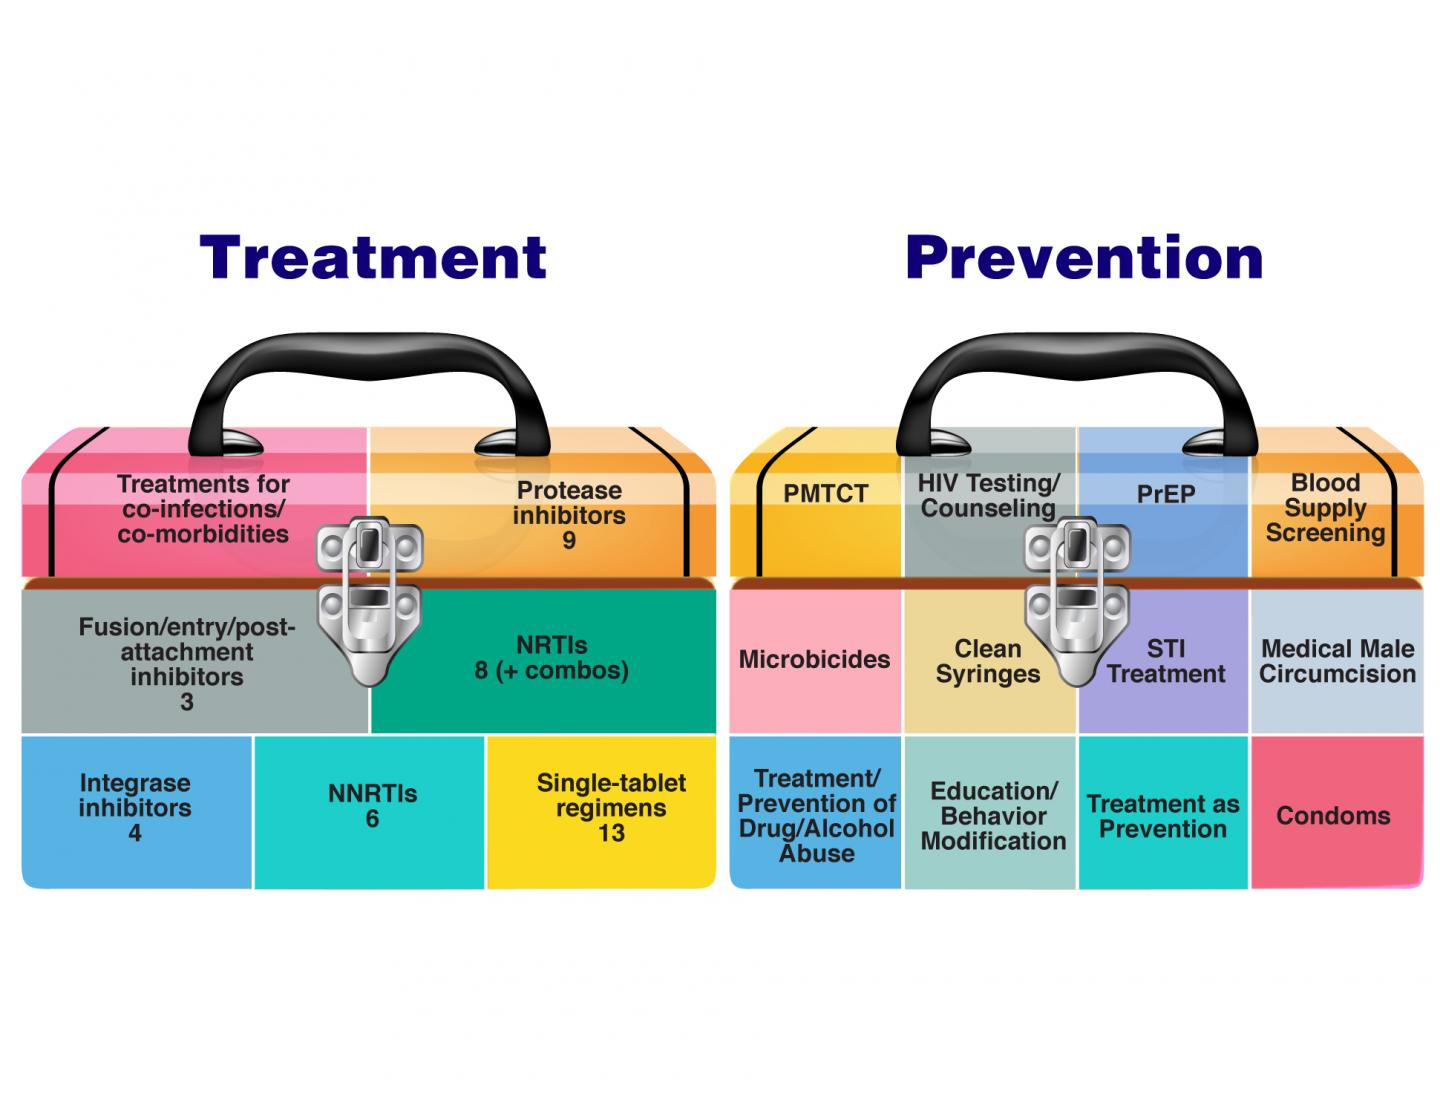 Treatment
Prevention
Treatments for
co-infections/
co-morbidities
Protease
inhibitors
9
Fusion/entry/post-
attachment
inhibitors
3
NRTIs
8 (+ combos)
Integrase
inhibitors
4
NNRTIs
6
Single-tablet
regimens
13
PMTCT
HIV Testing/
Counseling
PrEP
Blood
Supply
Screening
Microbicides
Clean
Syringes
STI
Treatment
Medical Male
Circumcision
Treatment/
Prevention of
Drug/Alcohol
Abuse
Education/
Behavior
Modification
Treatment as
Prevention
Condoms